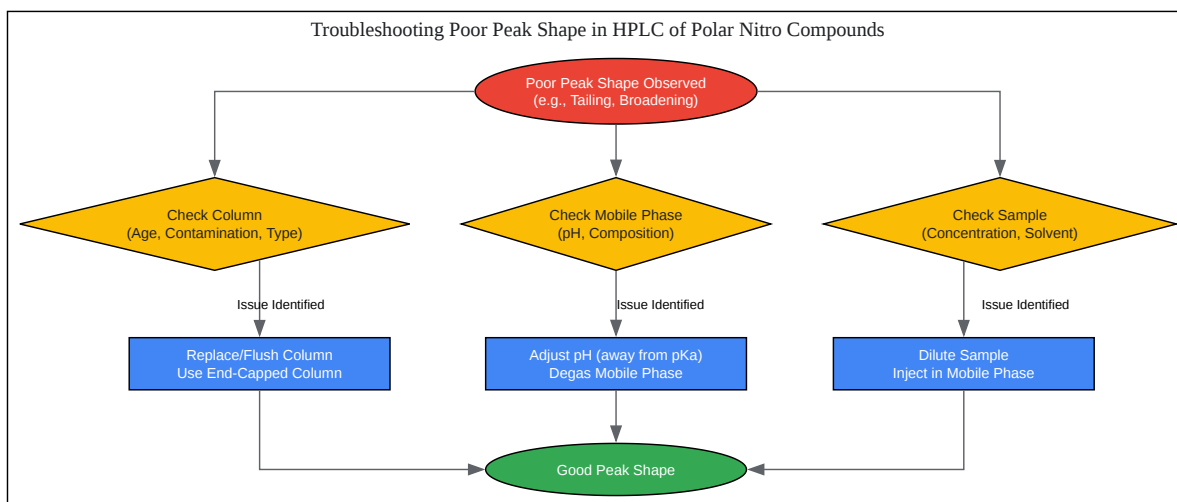 Troubleshooting Poor Peak Shape in HPLC of Polar Nitro Compounds
Poor Peak Shape Observed
(e.g., Tailing, Broadening)
Check Column
(Age, Contamination, Type)
Check Mobile Phase
(pH, Composition)
Check Sample
(Concentration, Solvent)
Issue Identified
Issue Identified
Issue Identified
Replace/Flush Column
Use End-Capped Column
Adjust pH (away from pKa)
Degas Mobile Phase
Dilute Sample
Inject in Mobile Phase
Good Peak Shape